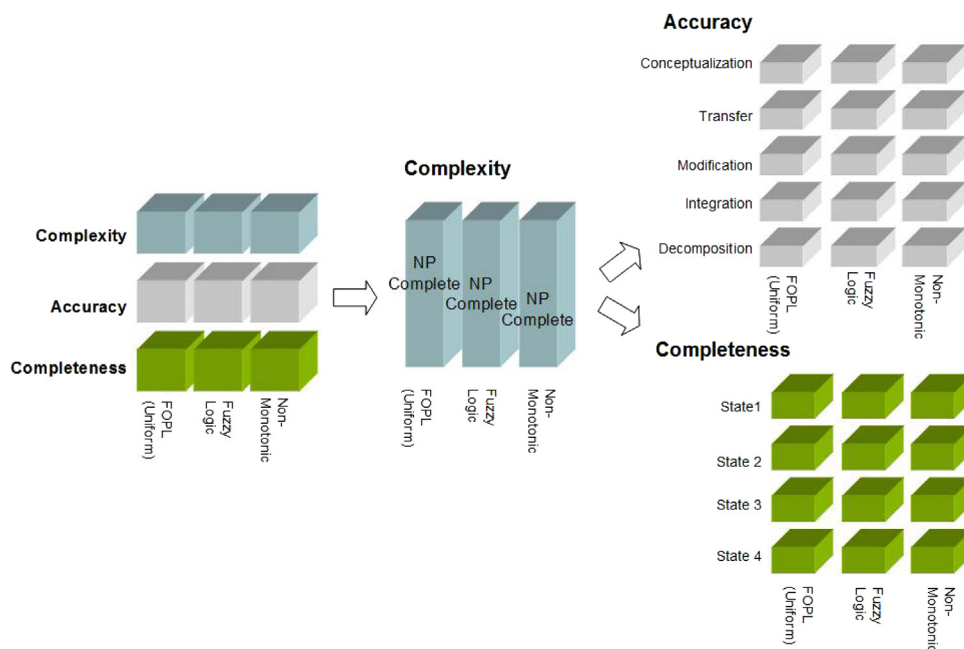 Complexity
Accuracy
Completeness
FOPL
(Uniform)
Fuzzy
Logic
Non-
Monotonic
Complexity
NP
Complete
NP
Complete
NP
Complete
FOPL
(Uniform)
Fuzzy
Logic
Non-
Monotonic
Accuracy
Conceptualization
Transfer
Modification
Integration
Decomposition
FOPL
(Uniform)
Fuzzy
Logic
Non-
Monotonic
Completeness
State1
State 2
State 3
State 4
FOPL
(Uniform)
Fuzzy
Logic
Non-
Monotonic